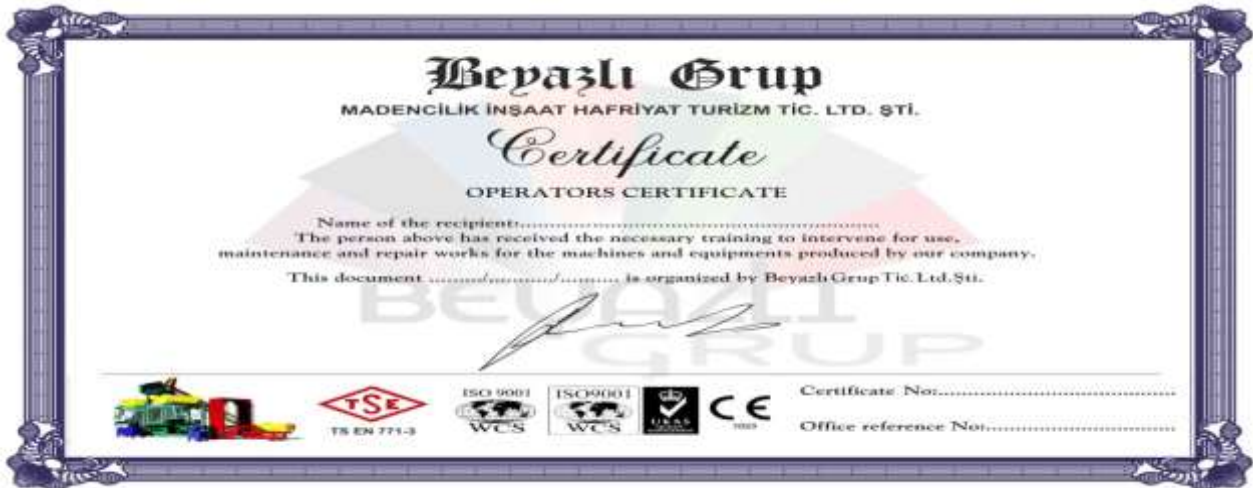 Beyazlı Grup
MADENCİLİK İNŞAAT HAFRİYAT TURİZM TİC. LTD. ŞTİ.
Certificate
OPERATORS CERTIFICATE
Name of the recipient:..........................................................................
The person above has received the necessary training to intervene for use,
maintenance and repair works for the machines and equipments produced by our company.
This document ........../............/.......... is organized by Beyazlı Grup Tic. Ltd. Şti.
BEYAZLI
GRUP
TSE
TS EN 771-3
ISO 9001
WCS
ISO9001
WCS
UKAS
CE
Certificate No:.................................................
Office reference No:.......................................